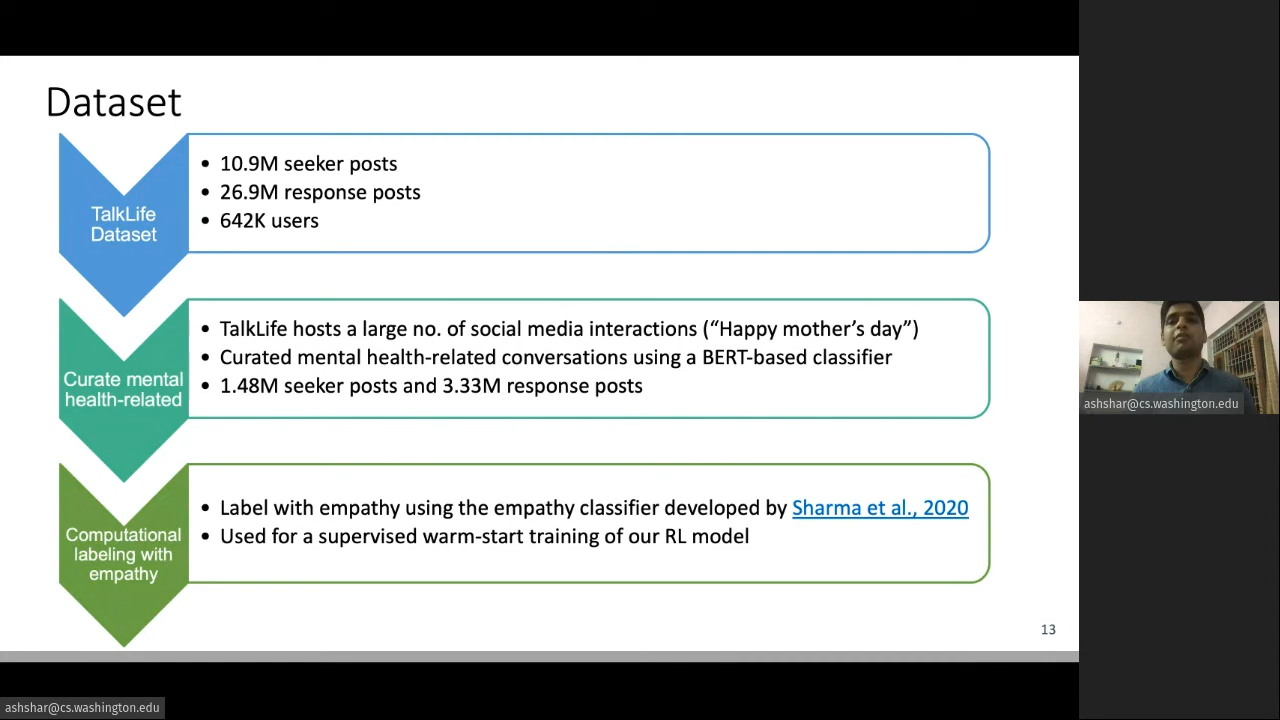 Dataset
TalkLife
Dataset
• 10.9M seeker posts
• 26.9M response posts
• 642K users
Curate mental
health-related
• TalkLife hosts a large no. of social media interactions (“Happy mother’s day”)
• Curated mental health-related conversations using a BERT-based classifier
• 1.48M seeker posts and 3.33M response posts
Computational
labeling with
empathy
• Label with empathy using the empathy classifier developed by Sharma et al., 2020
• Used for a supervised warm-start training of our RL model
13
ashshar@cs.washington.edu
ashshar@cs.washington.edu